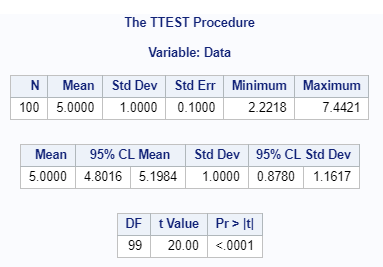 The TTEST Procedure
Variable: Data
N Mean Std Dev Std Err Minimum Maximum
100 5.0000 1.0000 0.1000 2.2218 7.4421
Mean 95% CL Mean Std Dev 95% CL Std Dev
5.0000 4.8016 5.1984 1.0000 0.8780 1.1617
DF t Value Pr > |t|
99 20.00 <.0001